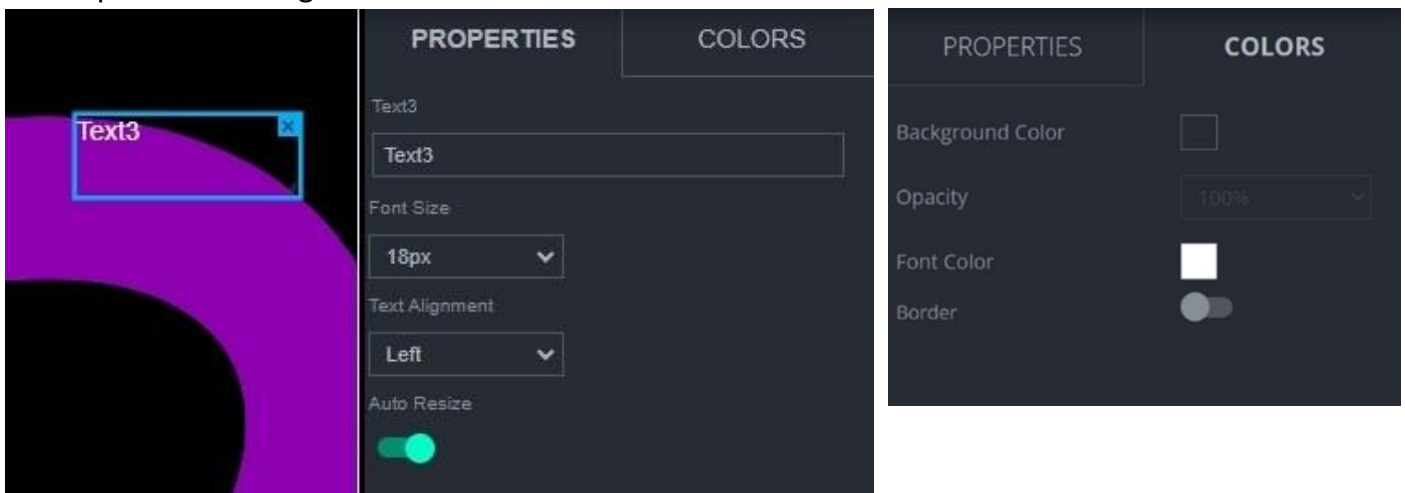 Text3
PROPERTIES COLORS
Text3
Text3
Font Size
18px
Text Alignment
Left
Auto Resize
PROPERTIES COLORS
Background Color
Opacity 100%
Font Color
Border